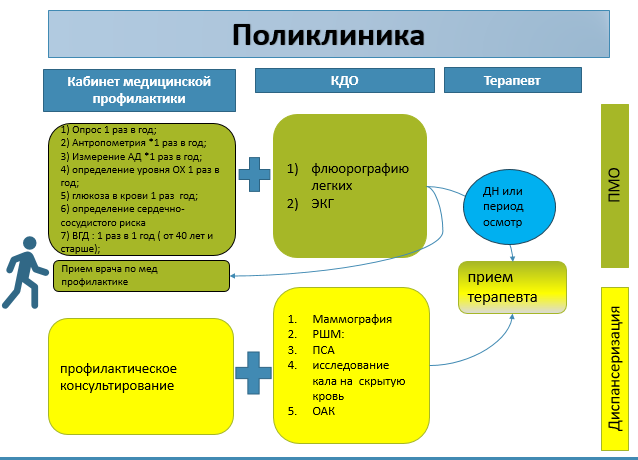 Поликлиника
Кабинет медицинской
профилактики
КДО
Терапевт
1) Опрос 1 раз в год;
2) Антропометрия *1 раз в год;
3) Измерение АД *1 раз в год;
4) определение уровня ОХ 1 раз в
год;
5) глюкоза в крови 1 раз год;
6) определение сердечно-
сосудистого риска
7) ВГД : 1 раз в 1 год ( от 40 лет и
старше);
Прием врача по мед
профилактике
1) флюорографию
легких
2) ЭКГ
ДН или
период
осмотр
прием
терапевта
ПМО
профилактическое
консультирование
1. Маммография
2. РШМ:
3. ПСА
4. исследование
кала на скрытую
кровь
5. ОАК
Диспансеризация